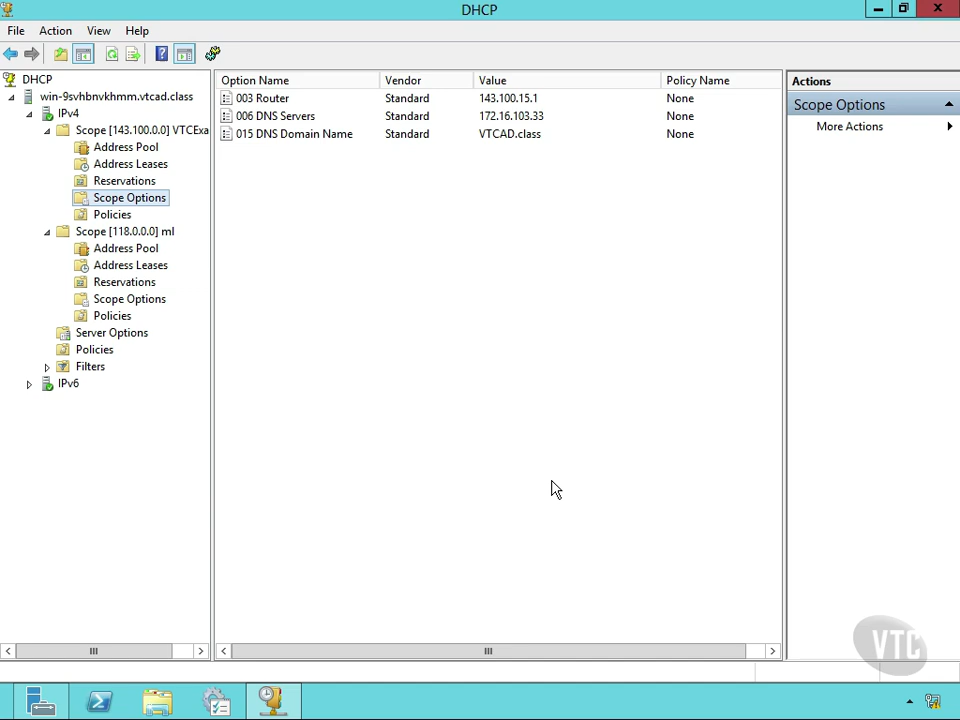 DHCP
File Action View Help
DHCP
win-9svhbnvkhmm.vtcad.class
IPv4
Scope [143.100.0.0] VTCExa
Address Pool
Address Leases
Reservations
Scope Options
Policies
Scope [118.0.0.0] ml
Address Pool
Address Leases
Reservations
Scope Options
Policies
Server Options
Policies
Filters
IPv6
Option Name Vendor Value Policy Name
003 Router Standard 143.100.15.1 None
006 DNS Servers Standard 172.16.103.33 None
015 DNS Domain Name Standard VTCAD.class None
Actions
Scope Options
More Actions
VTC